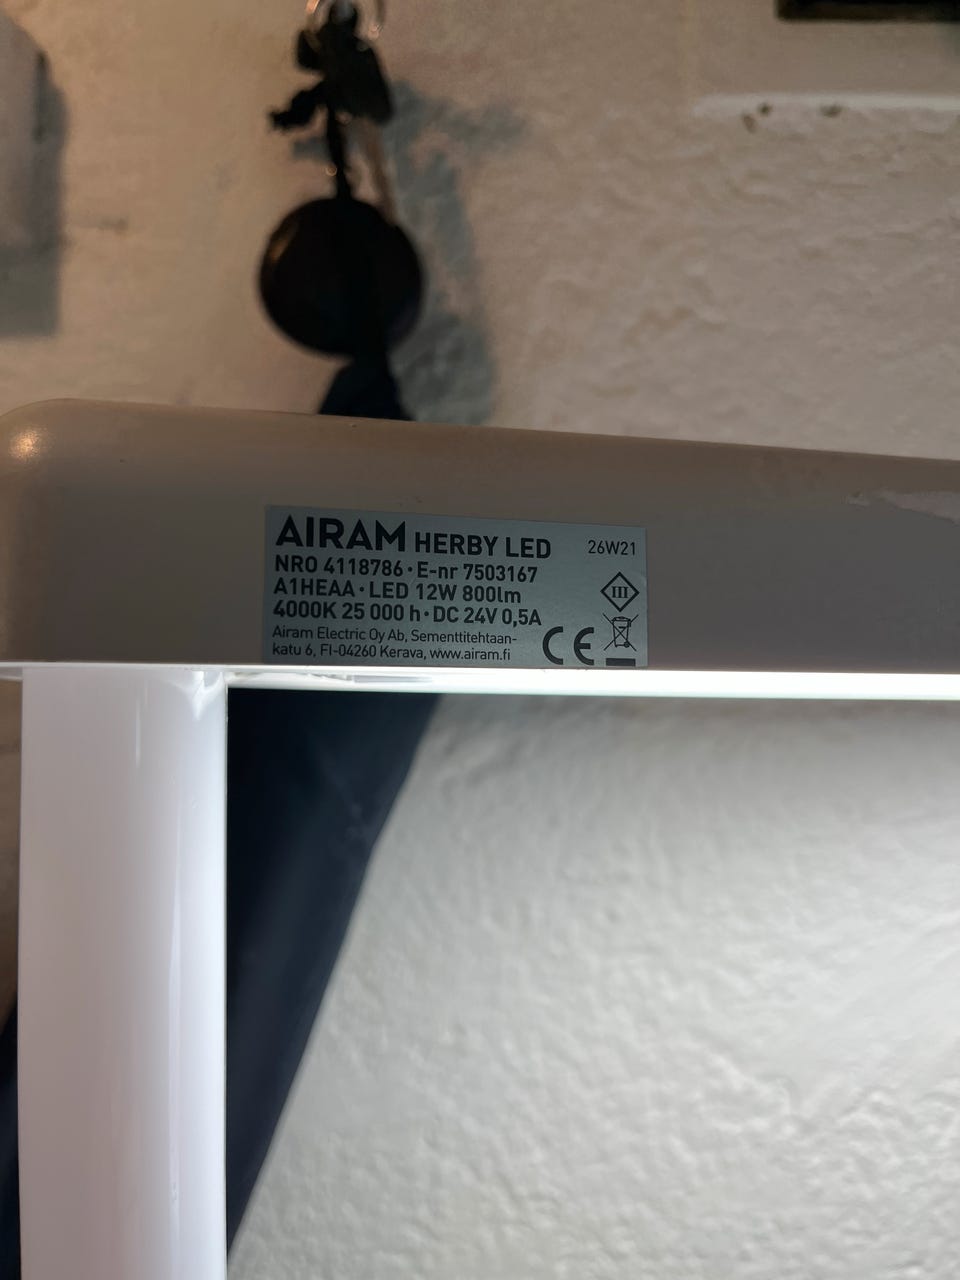 AIRAM HERBY LED 26W21
NRO 4118786 • E-nr 7503167
A1HEAA • LED 12W 800lm
III
4000K 25 000 h • DC 24V 0,5A
Airam Electric Oy Ab, Sementtitehtaan-
katu 6, FI-04260 Kerava, www.airam.fi
CE